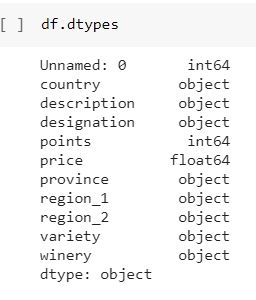 [ ] df.dtypes
Unnamed: 0 int64
country object
description object
designation object
points int64
price float64
province object
region_1 object
region_2 object
variety object
winery object
dtype: object